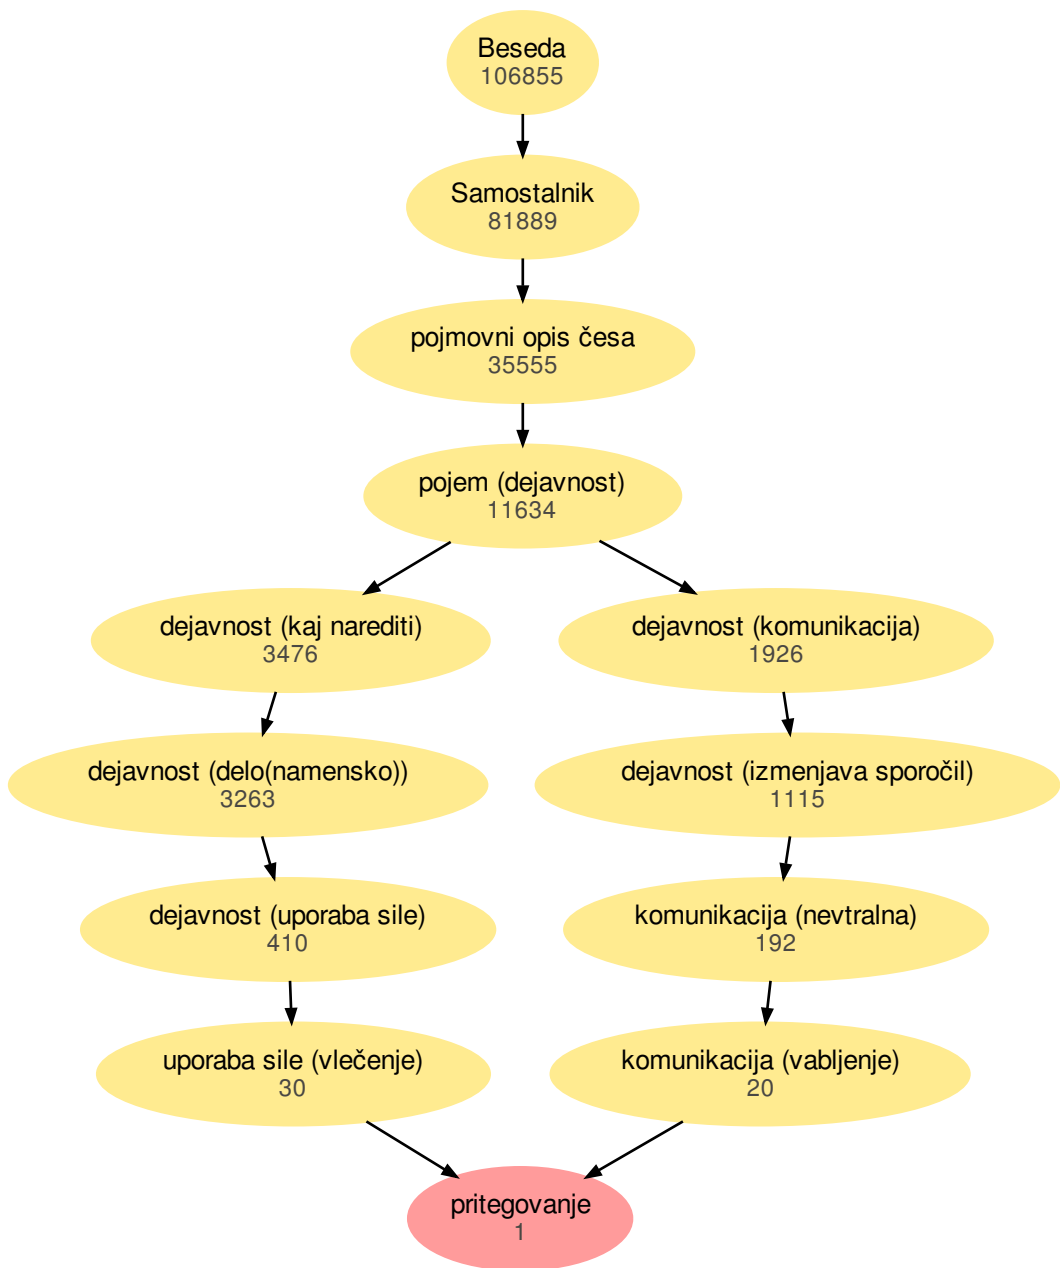 Beseda
106855
Samostalnik
81889
pojmovni opis česa
35555
pojem (dejavnost)
11634
dejavnost (kaj narediti)
3476
dejavnost (komunikacija)
1926
dejavnost (delo(namensko))
3263
dejavnost (izmenjava sporočil)
1115
dejavnost (uporaba sile)
410
komunikacija (nevtralna)
192
uporaba sile (vlečenje)
30
komunikacija (vabljenje)
20
pritegovanje
1